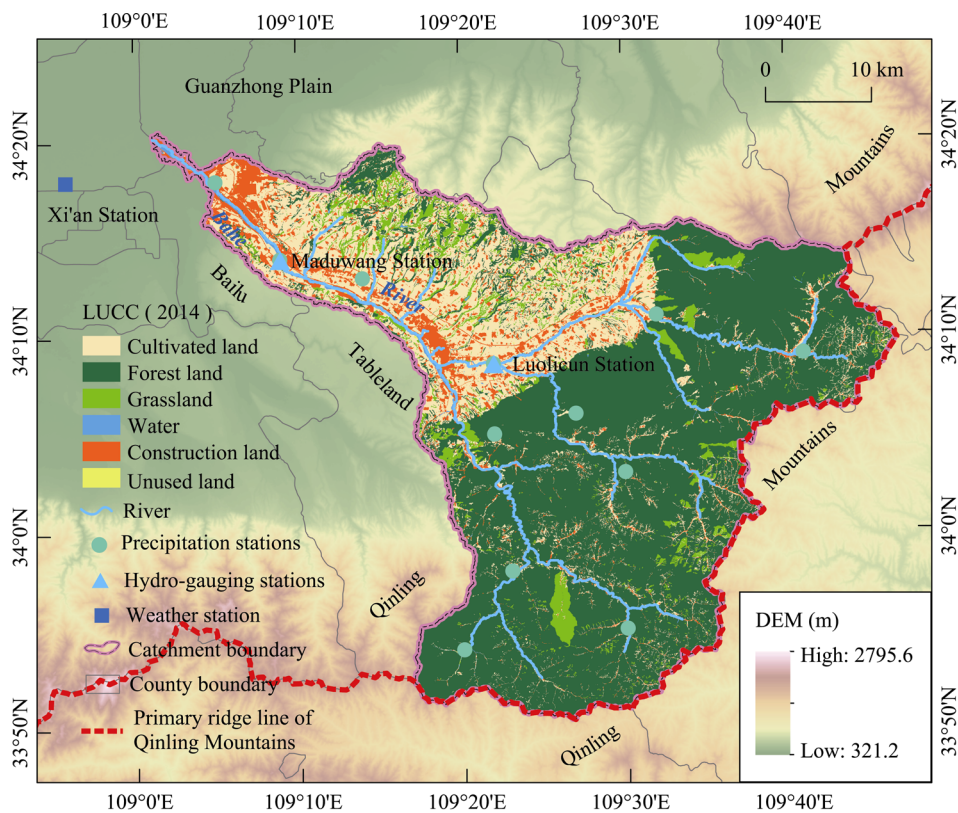 109°0'E 109°10'E 109°20'E 109°30'E 109°40'E
0 10 km
Guanzhong Plain
34°20'N
34°20'N
Mountains
Xi'an Station
Bahe
Maduwang Station
Bailu
River
LUCC ( 2014 )
34°10'N
34°10'N
Cultivated land
Tableland
Luolicun Station
Forest land
Grassland
Water
Construction land
Mountains
Unused land
River
34°0'N
34°0'N
Precipitation stations
Hydro-gauging stations
Qinling
Weather station
DEM (m)
Catchment boundary
High: 2795.6
County boundary
33°50'N
33°50'N
Primary ridge line of
Qinling Mountains
Qinling
Low: 321.2
109°0'E 109°10'E 109°20'E 109°30'E 109°40'E